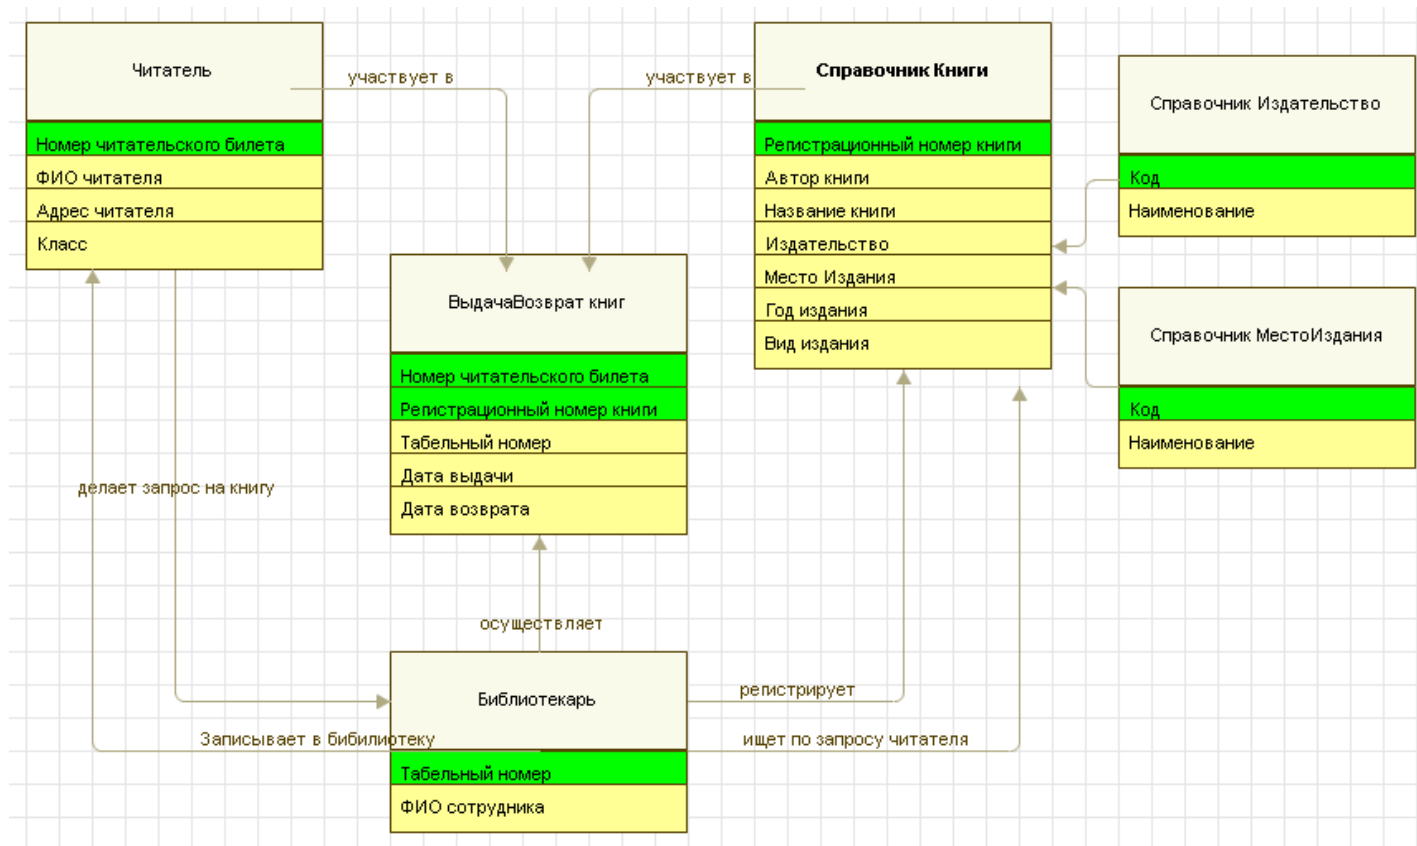 Читатель
Номер читательского билета
ФИО читателя
Адрес читателя
Класс
участвует в
участвует в
Справочник Книги
Регистрационный номер книги
Автор книги
Название книги
Издательство
Место Издания
Год издания
Вид издания
Справочник Издательство
Код
Наименование
Справочник МестоИздания
Код
Наименование
ВыдачаВозврат книг
Номер читательского билета
Регистрационный номер книги
Табельный номер
Дата выдачи
Дата возврата
делает запрос на книгу
осуществляет
Библиотекарь
Табельный номер
ФИО сотрудника
регистрирует
Записывает в бибилиотеку
ищет по запросу читателя